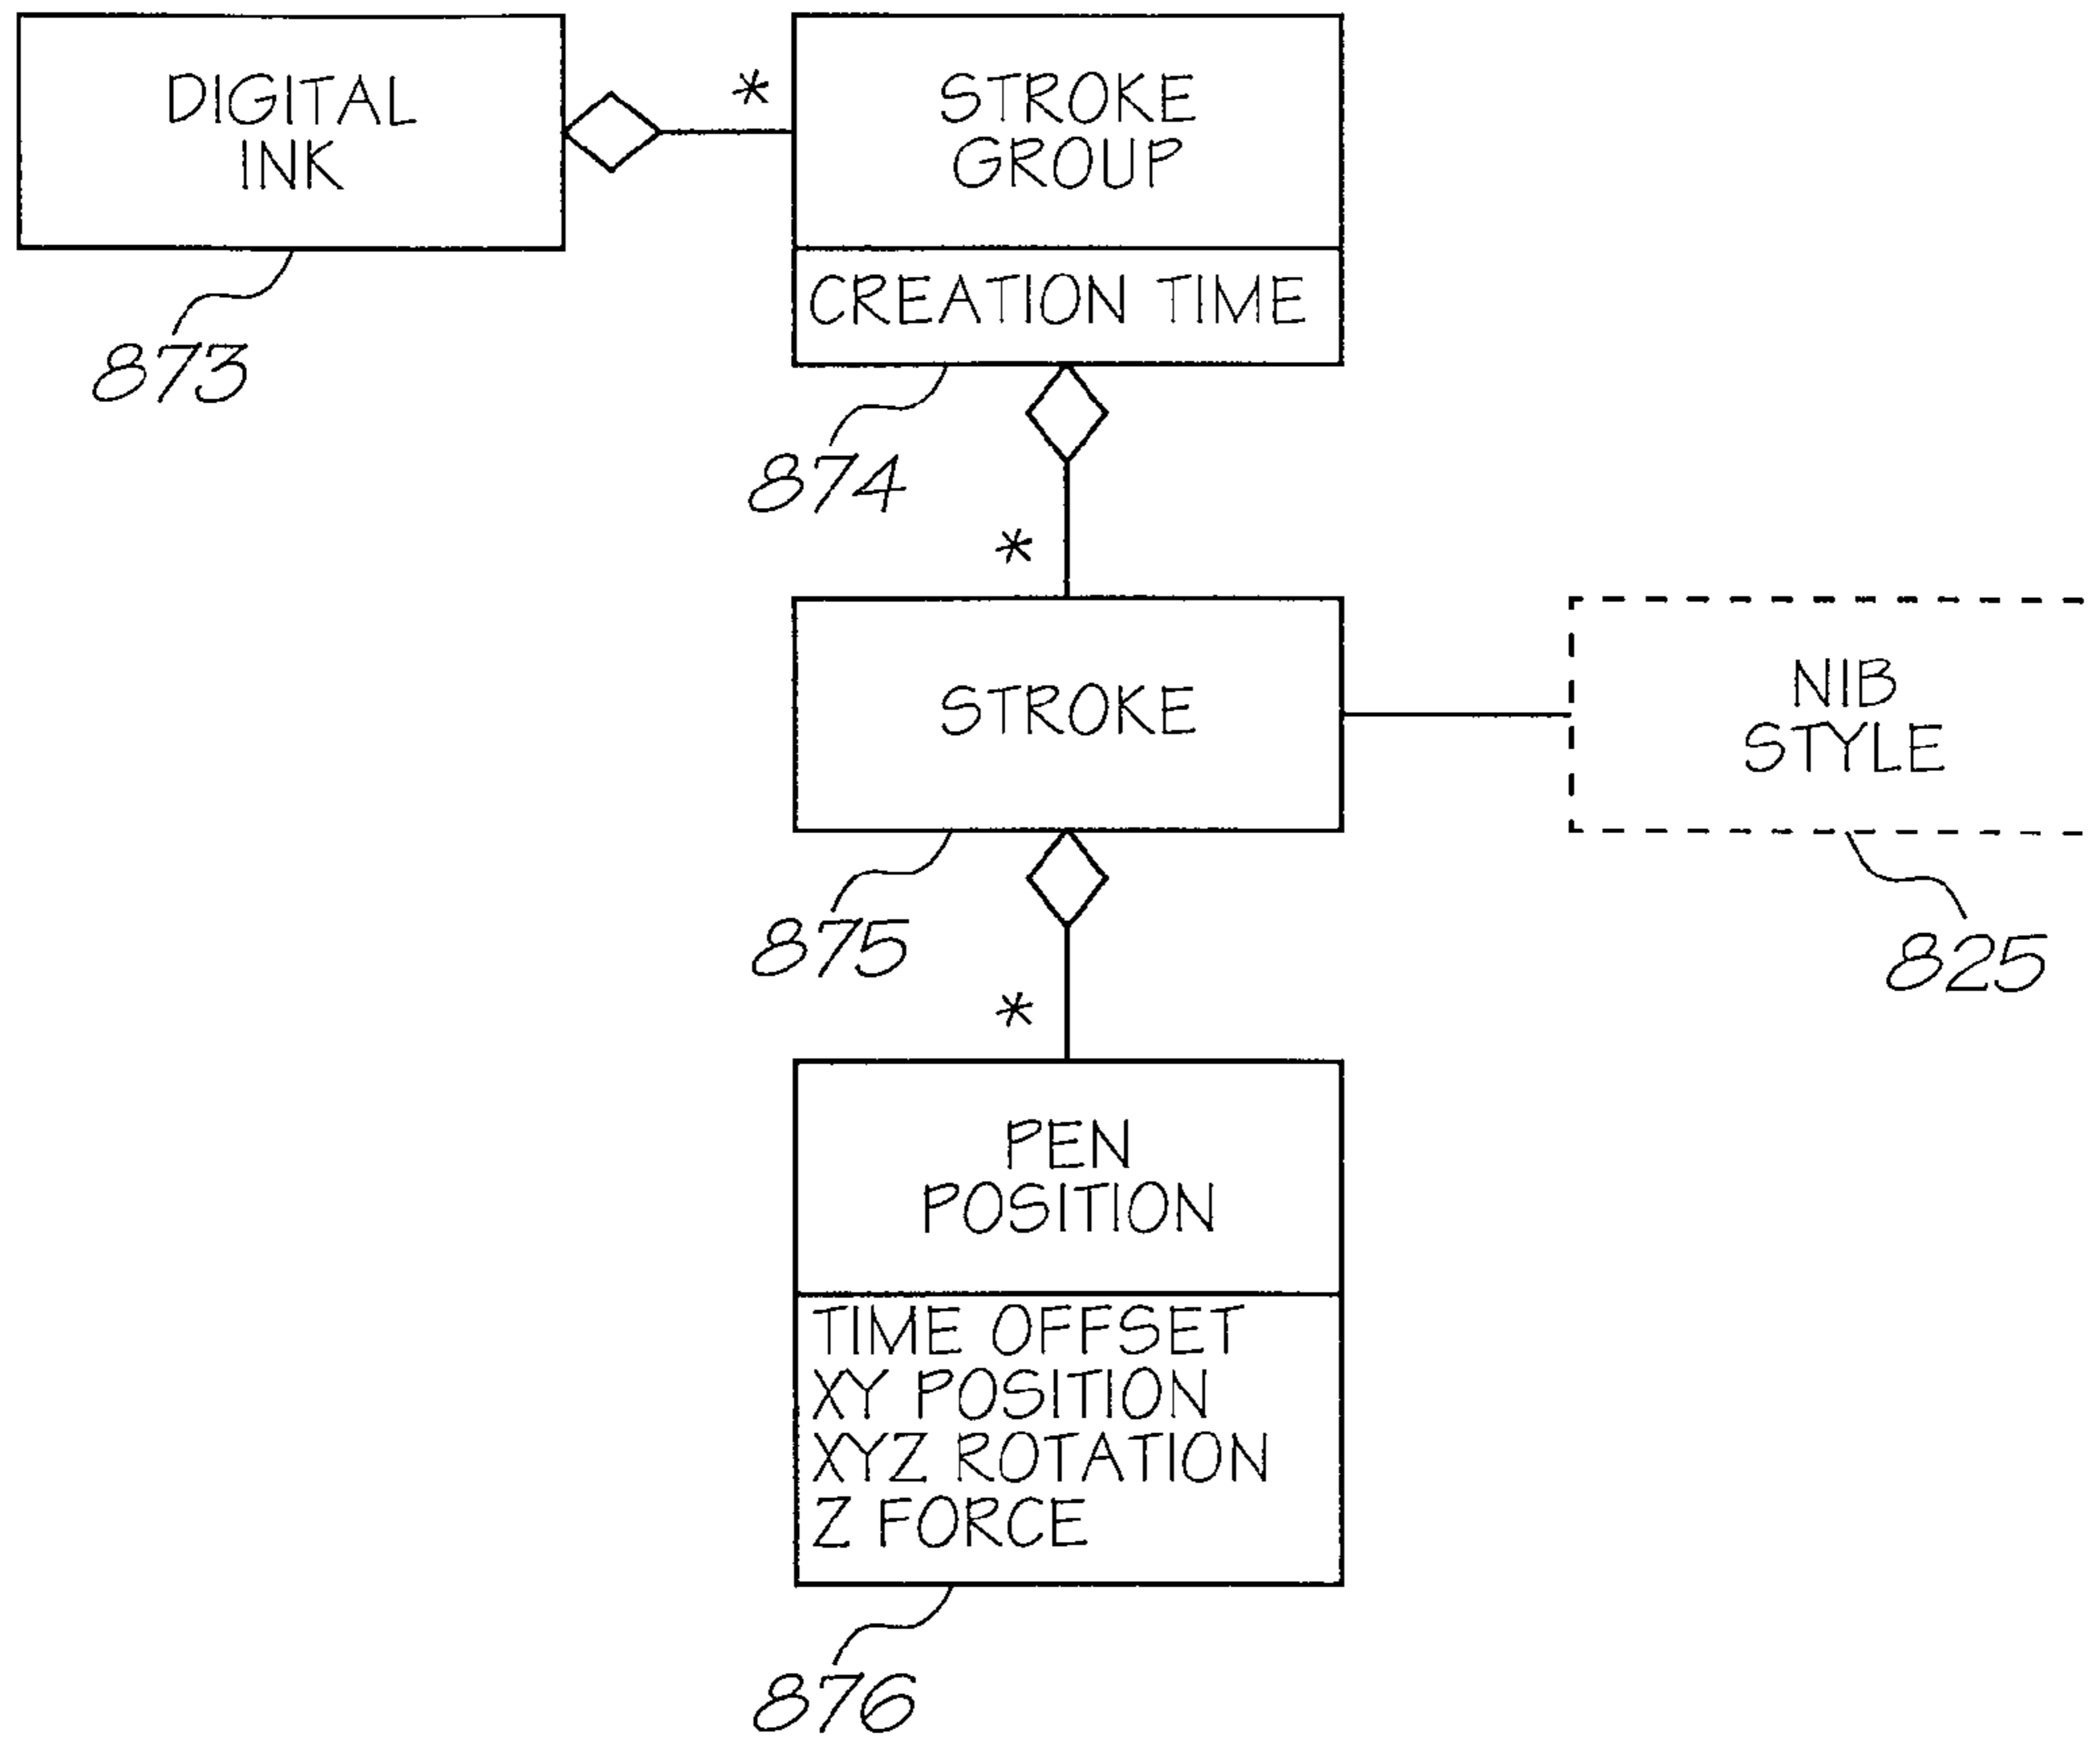 DIGITAL
INK
873
*
STROKE
GROUP
CREATION TIME
874
*
STROKE
875
NIB
STYLE
825
*
PEN
POSITION
TIME OFFSET
XY POSITION
XYZ ROTATION
Z FORCE
876